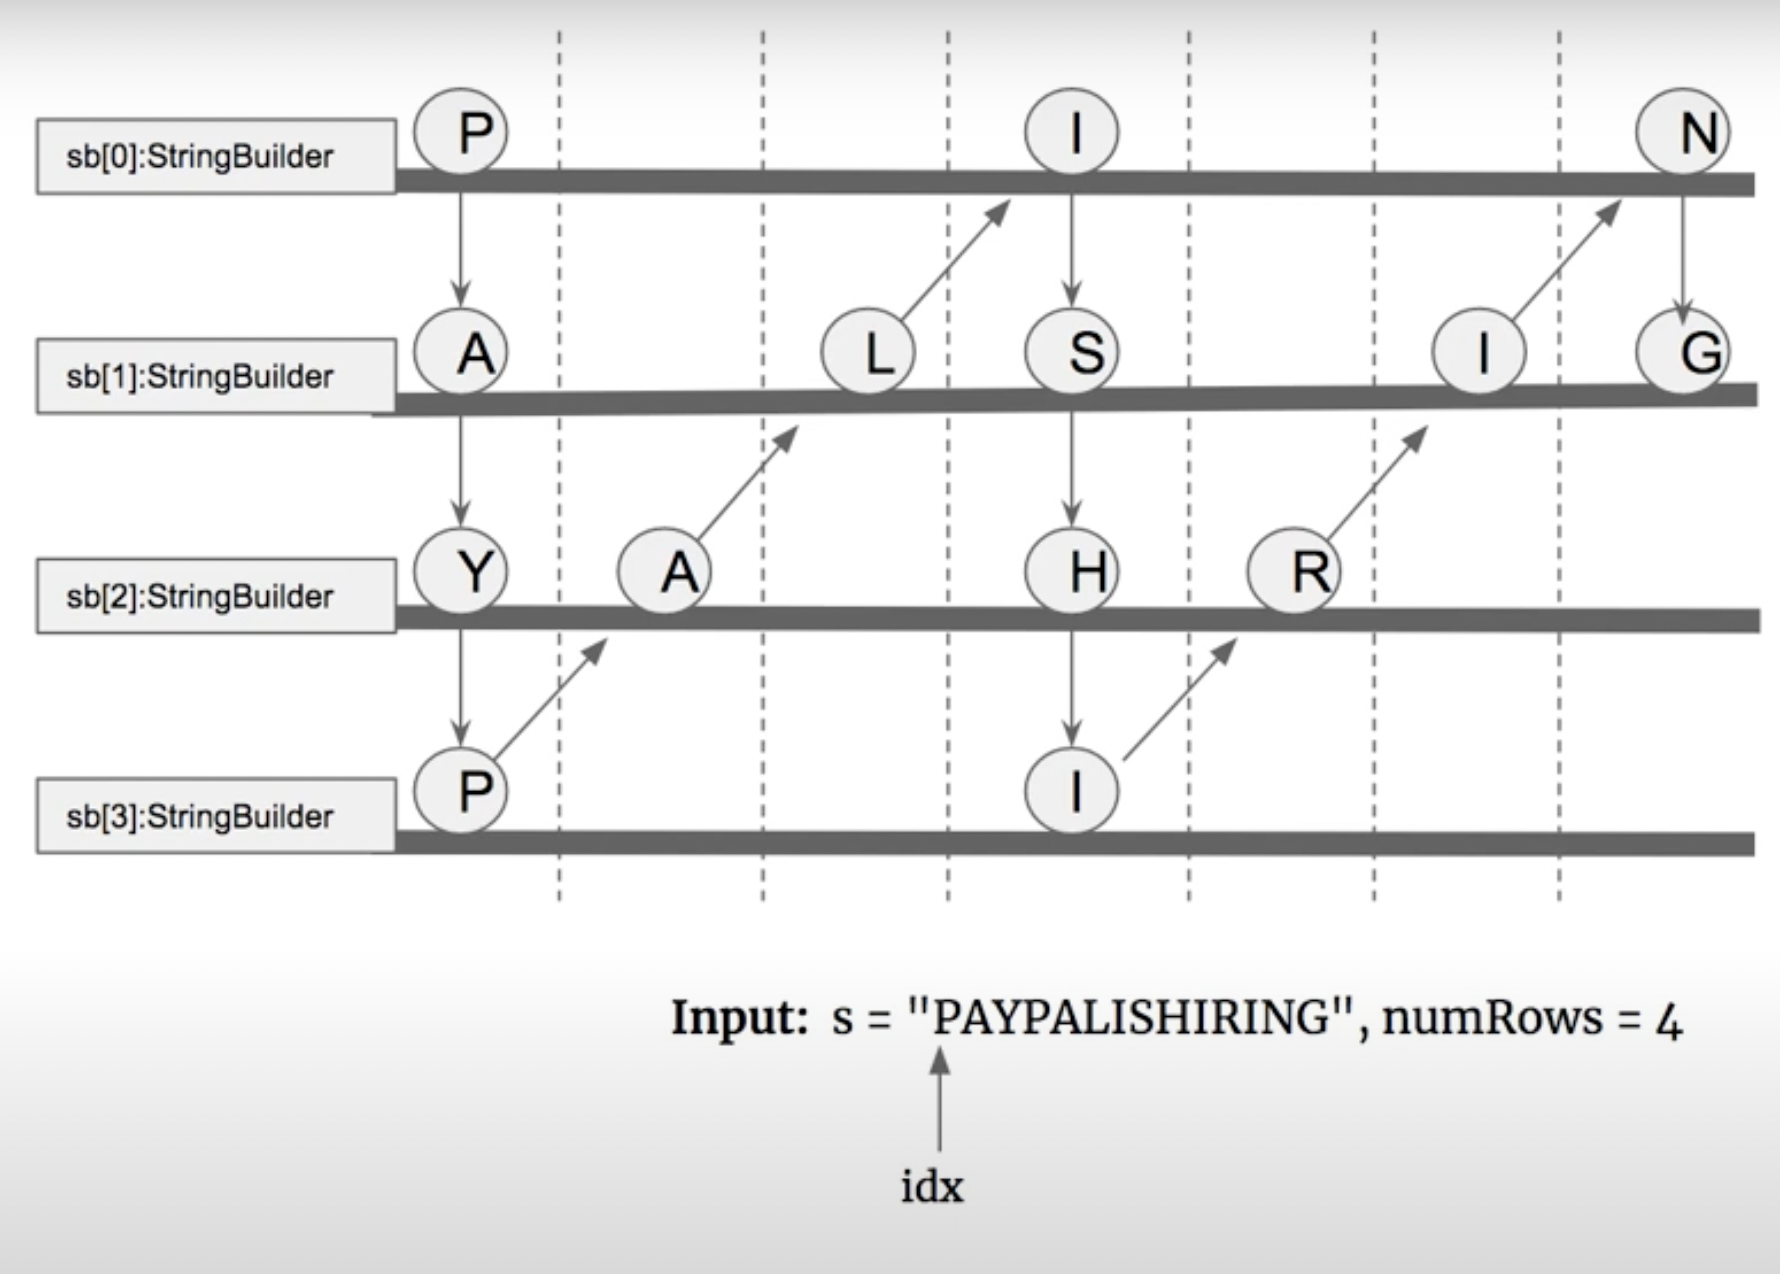 P I N
sb[0]:StringBuilder
A L S I G
sb[1]:StringBuilder
Y A H R
sb[2]:StringBuilder
P I
sb[3]:StringBuilder
Input: s = "PAYPALISHIRING", numRows = 4
idx